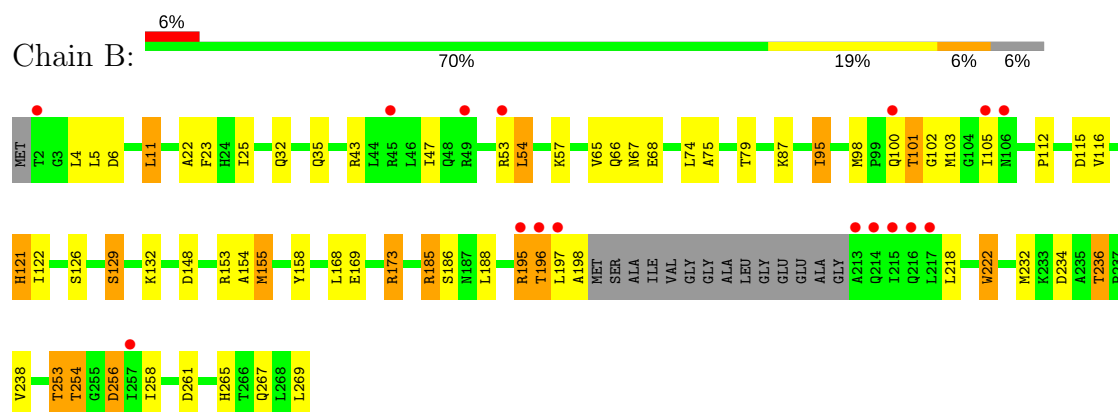 6%
Chain B:
70% 19% 6% 6%
MET T2 G3 L4 L5 D6 L11 A22 F23 H24 I25 Q32 Q35 R43 L44 R45 L46 I47 Q48 R49 R53 L54 K57 V65 Q66 N67 E68 L74 A75 T79 K87 I95 M98 P99 Q100 T101 G102 M103 G104 I105 N106 P112 D115 V116
H121 I122 S126 S129 K132 D148 R153 A154 M155 Y158 L168 E169 R173 R185 S186 N187 L188 R195 T196 L197 A198 MET SER ALA ILE VAL GLY GLY ALA LEU GLY GLU GLU ALA GLY A213 Q214 I215 Q216 L217 L218 W222 M232 K233 D234 A235 T236 P237
V238 T253 T254 G255 D256 I257 I258 D261 H265 T266 Q267 L268 L269